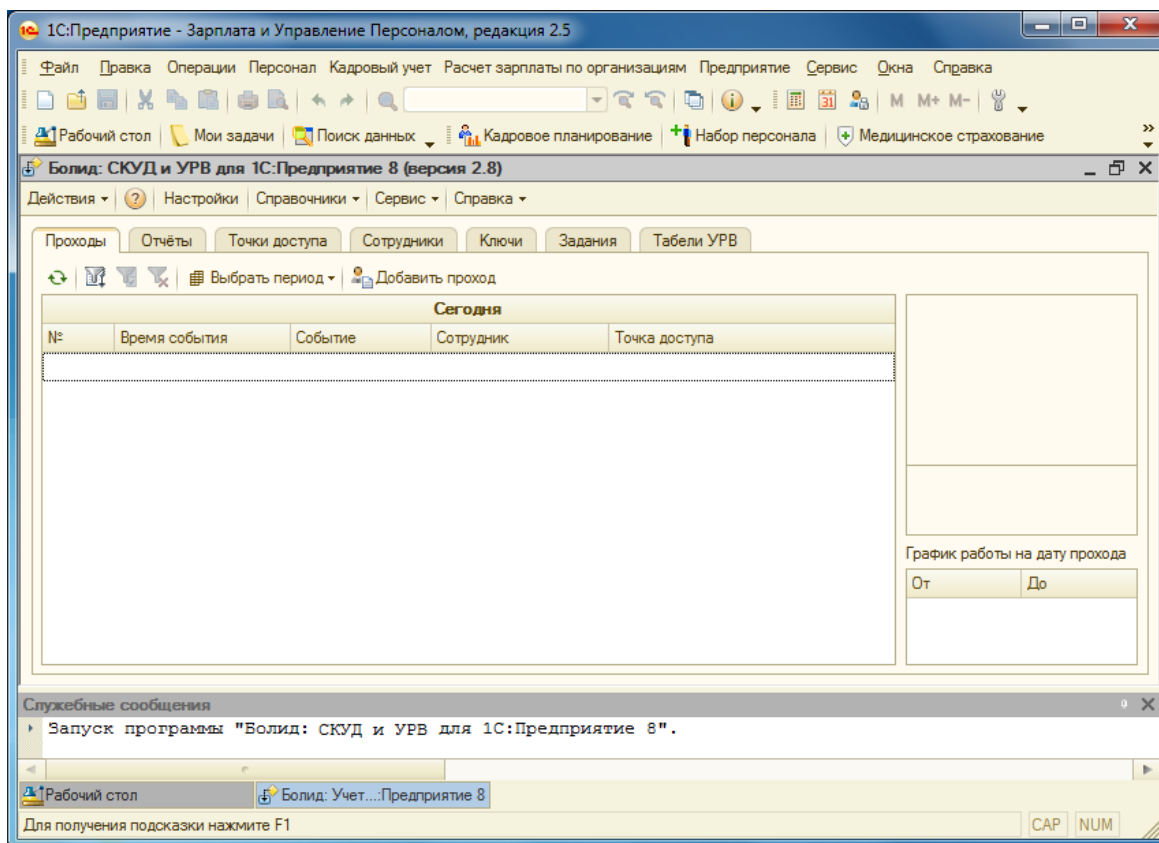 1С:Предприятие - Зарплата и Управление Персоналом, редакция 2.5
Файл Правка Операции Персонал Кадровый учет Расчет зарплаты по организациям Предприятие Сервис Окна Справка
M M+ M-
Рабочий стол Мои задачи Поиск данных Кадровое планирование Набор персонала Медицинское страхование
Болид: СКУД и УРВ для 1С:Предприятие 8 (версия 2.8)
Действия Настройки Справочники Сервис Справка
Проходы Отчёты Точки доступа Сотрудники Ключи Задания Табели УРВ
Выбрать период Добавить проход
Сегодня
№ Время события Событие Сотрудник Точка доступа
График работы на дату прохода
От До
Служебные сообщения
Запуск программы "Болид: СКУД и УРВ для 1С:Предприятие 8".
Рабочий стол Болид: Учет...:Предприятие 8
Для получения подсказки нажмите F1 CAP NUM